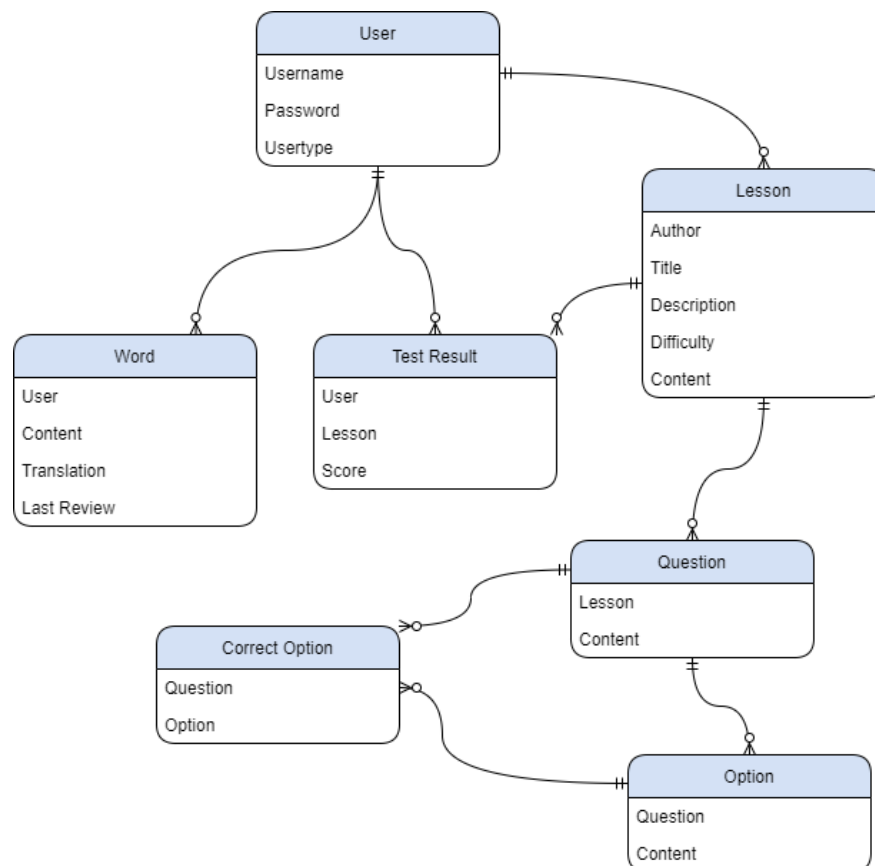 User
Username
Password
Usertype
Lesson
Author
Title
Description
Difficulty
Content
Word
User
Content
Translation
Last Review
Test Result
User
Lesson
Score
Question
Lesson
Content
Correct Option
Question
Option
Option
Question
Content